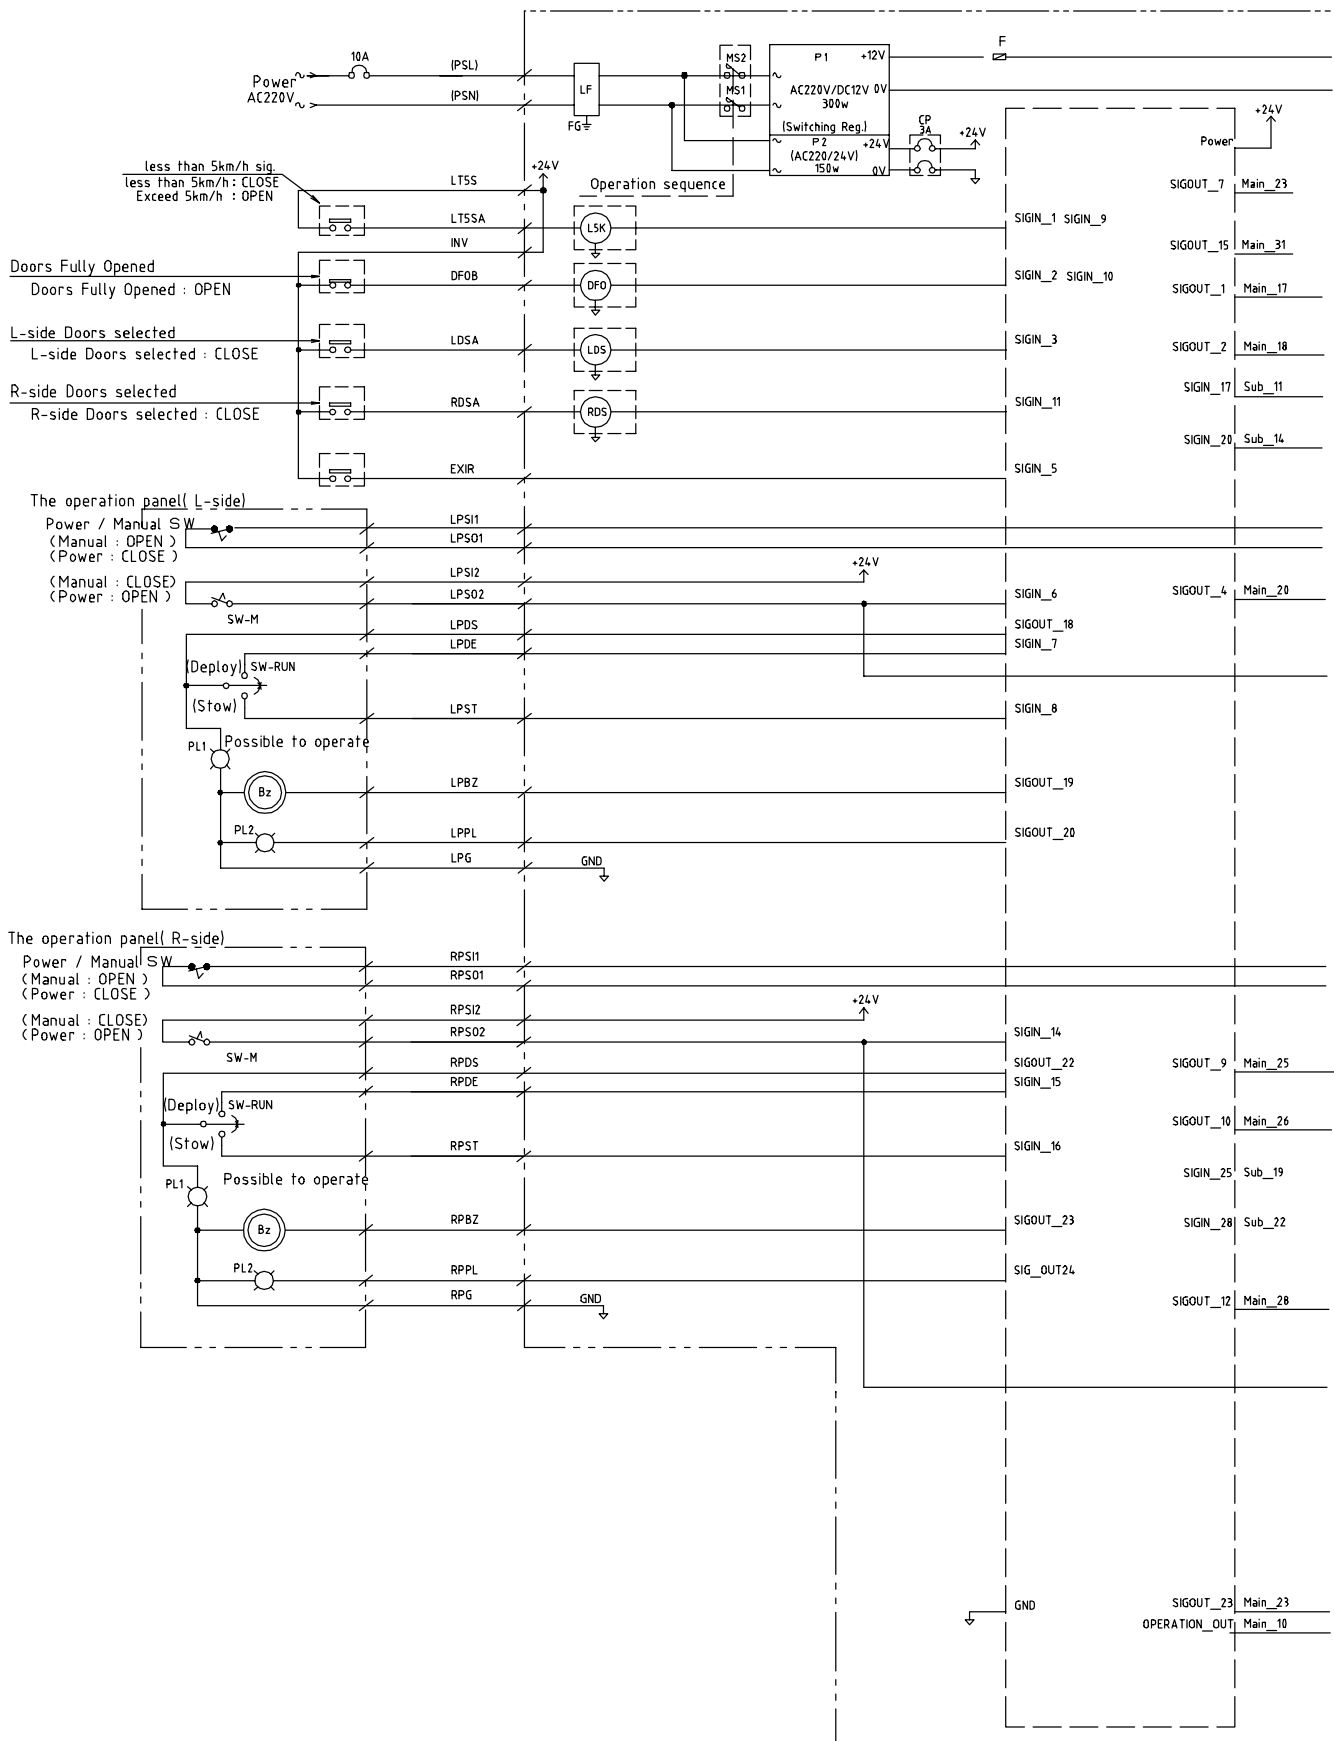 F
10A
(PSL)
Power
AC220V
(PSN)
LF
FG
MS2
MS1
P1
+12V
AC220V/DC12V
0V
300w
(Switching Reg.)
P2
+24V
(AC220/24V)
150w
0V
CP
3A
+24V
+24V
Power
less than 5km/h sig.
less than 5km/h : CLOSE
Exceed 5km/h : OPEN
LT5S
+24V
Operation sequence
SIGOUT_7
Main_23
LT5SA
L5K
SIGIN_1
SIGIN_9
INV
SIGOUT_15
Main_31
Doors Fully Opened
Doors Fully Opened : OPEN
DFOB
DFO
SIGIN_2
SIGIN_10
SIGOUT_1
Main_17
L-side Doors selected
L-side Doors selected : CLOSE
LDSA
LDS
SIGIN_3
SIGOUT_2
Main_18
R-side Doors selected
R-side Doors selected : CLOSE
RDSA
RDS
SIGIN_11
SIGIN_17
Sub_11
SIGIN_20
Sub_14
EXIR
SIGIN_5
The operation panel( L-side)
Power / Manual SW
(Manual : OPEN )
(Power : CLOSE )
LPSI1
LPSO1
(Manual : CLOSE)
(Power : OPEN )
SW-M
LPSI2
+24V
LPSO2
SIGIN_6
SIGOUT_4
Main_20
LPDS
SIGOUT_18
LPDE
SIGIN_7
(Deploy)
SW-RUN
(Stow)
LPST
SIGIN_8
PL1
Possible to operate
Bz
LPBZ
SIGOUT_19
PL2
LPPL
SIGOUT_20
LPG
GND
The operation panel( R-side)
Power / Manual SW
(Manual : OPEN )
(Power : CLOSE )
RPSI1
RPSO1
(Manual : CLOSE)
(Power : OPEN )
SW-M
RPSI2
+24V
RPSO2
SIGIN_14
RPDS
SIGOUT_22
SIGOUT_9
Main_25
RPDE
SIGIN_15
(Deploy)
SW-RUN
(Stow)
SIGOUT_10
Main_26
RPST
SIGIN_16
PL1
Possible to operate
SIGIN_25
Sub_19
Bz
RPBZ
SIGOUT_23
SIGIN_28
Sub_22
PL2
RPPL
SIG_OUT24
RPG
GND
SIGOUT_12
Main_28
GND
SIGOUT_23
Main_23
OPERATION_OUT
Main_10